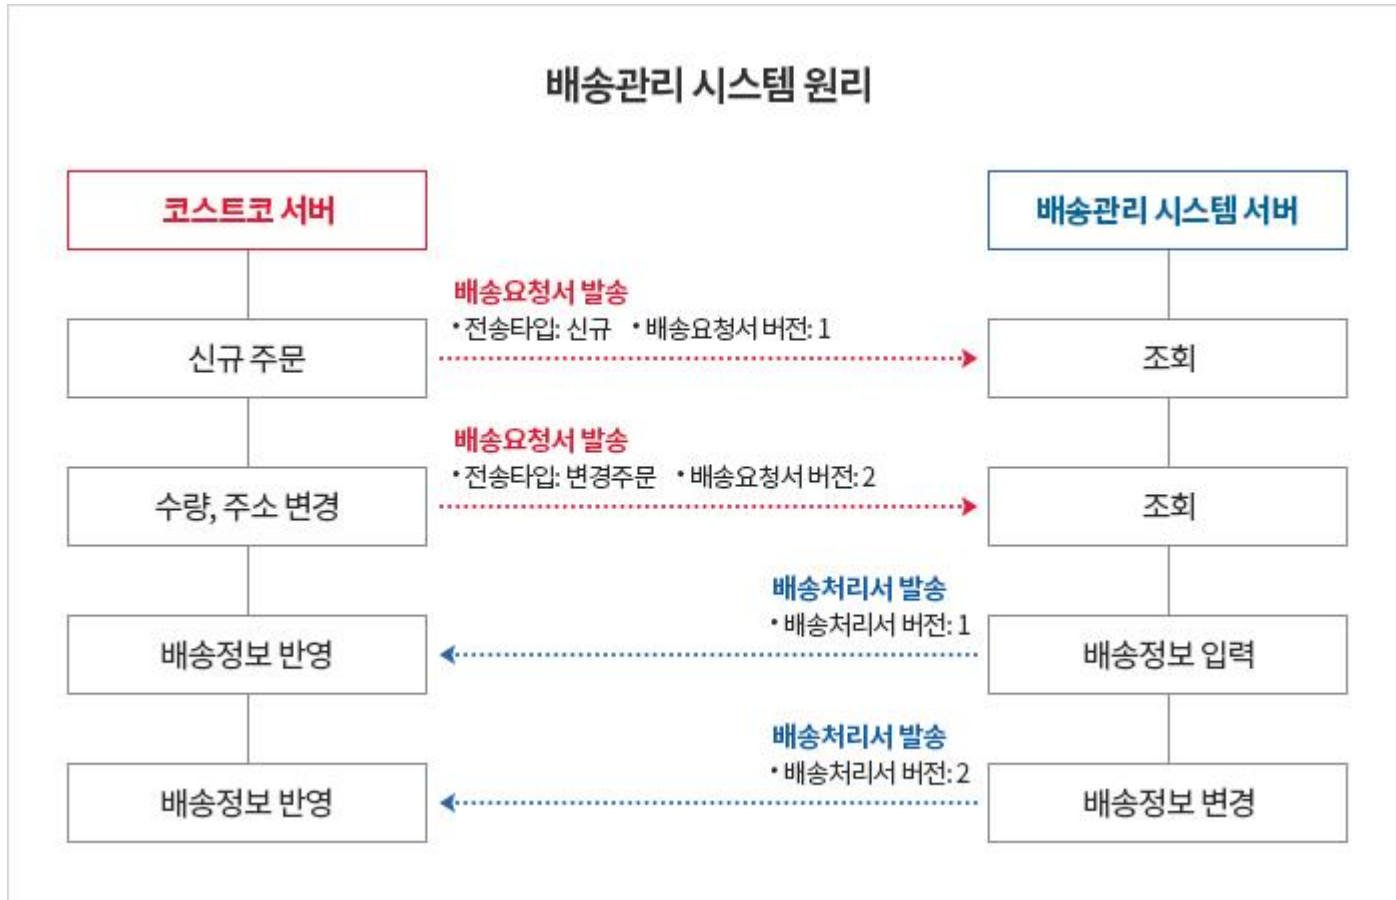 배송관리 시스템 원리
코스트코 서버
배송관리 시스템 서버
배송요청서 발송
• 전송타입: 신규 • 배송요청서 버전: 1
신규 주문
조회
배송요청서 발송
• 전송타입: 변경주문 • 배송요청서 버전: 2
수량, 주소 변경
조회
배송처리서 발송
• 배송처리서 버전: 1
배송정보 반영
배송정보 입력
배송처리서 발송
• 배송처리서 버전: 2
배송정보 반영
배송정보 변경